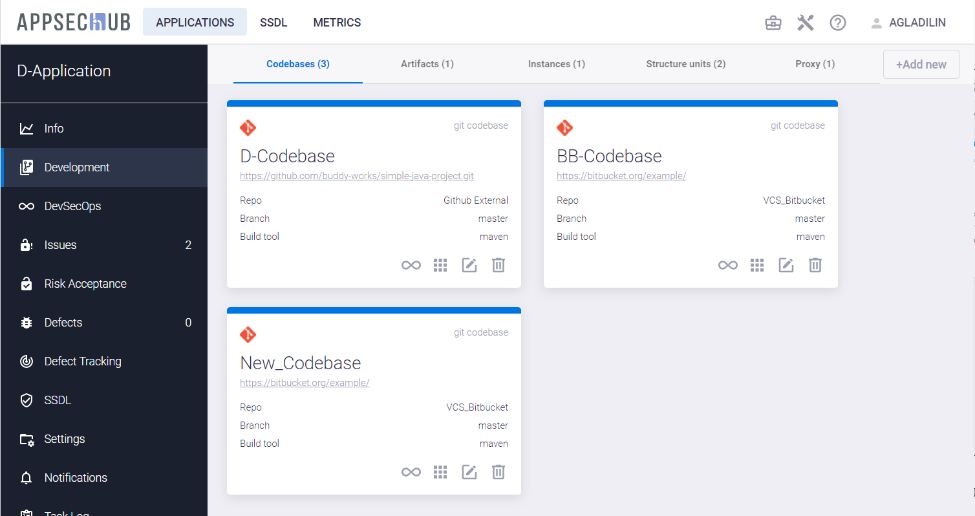 APPSECHUB APPLICATIONS SSDL METRICS AGLADILIN
D-Application
Codebases (3) Artifacts (1) Instances (1) Structure units (2) Proxy (1) +Add new
Info
Development
DevSecOps
Issues 2
Risk Acceptance
Defects 0
Defect Tracking
SSDL
Settings
Notifications
Task Log
git codebase
D-Codebase
https://github.com/buddy-works/simple-java-project.git
Repo Github External
Branch master
Build tool maven
git codebase
BB-Codebase
https://bitbucket.org/example/
Repo VCS_Bitbucket
Branch master
Build tool maven
git codebase
New_Codebase
https://bitbucket.org/example/
Repo VCS_Bitbucket
Branch master
Build tool maven